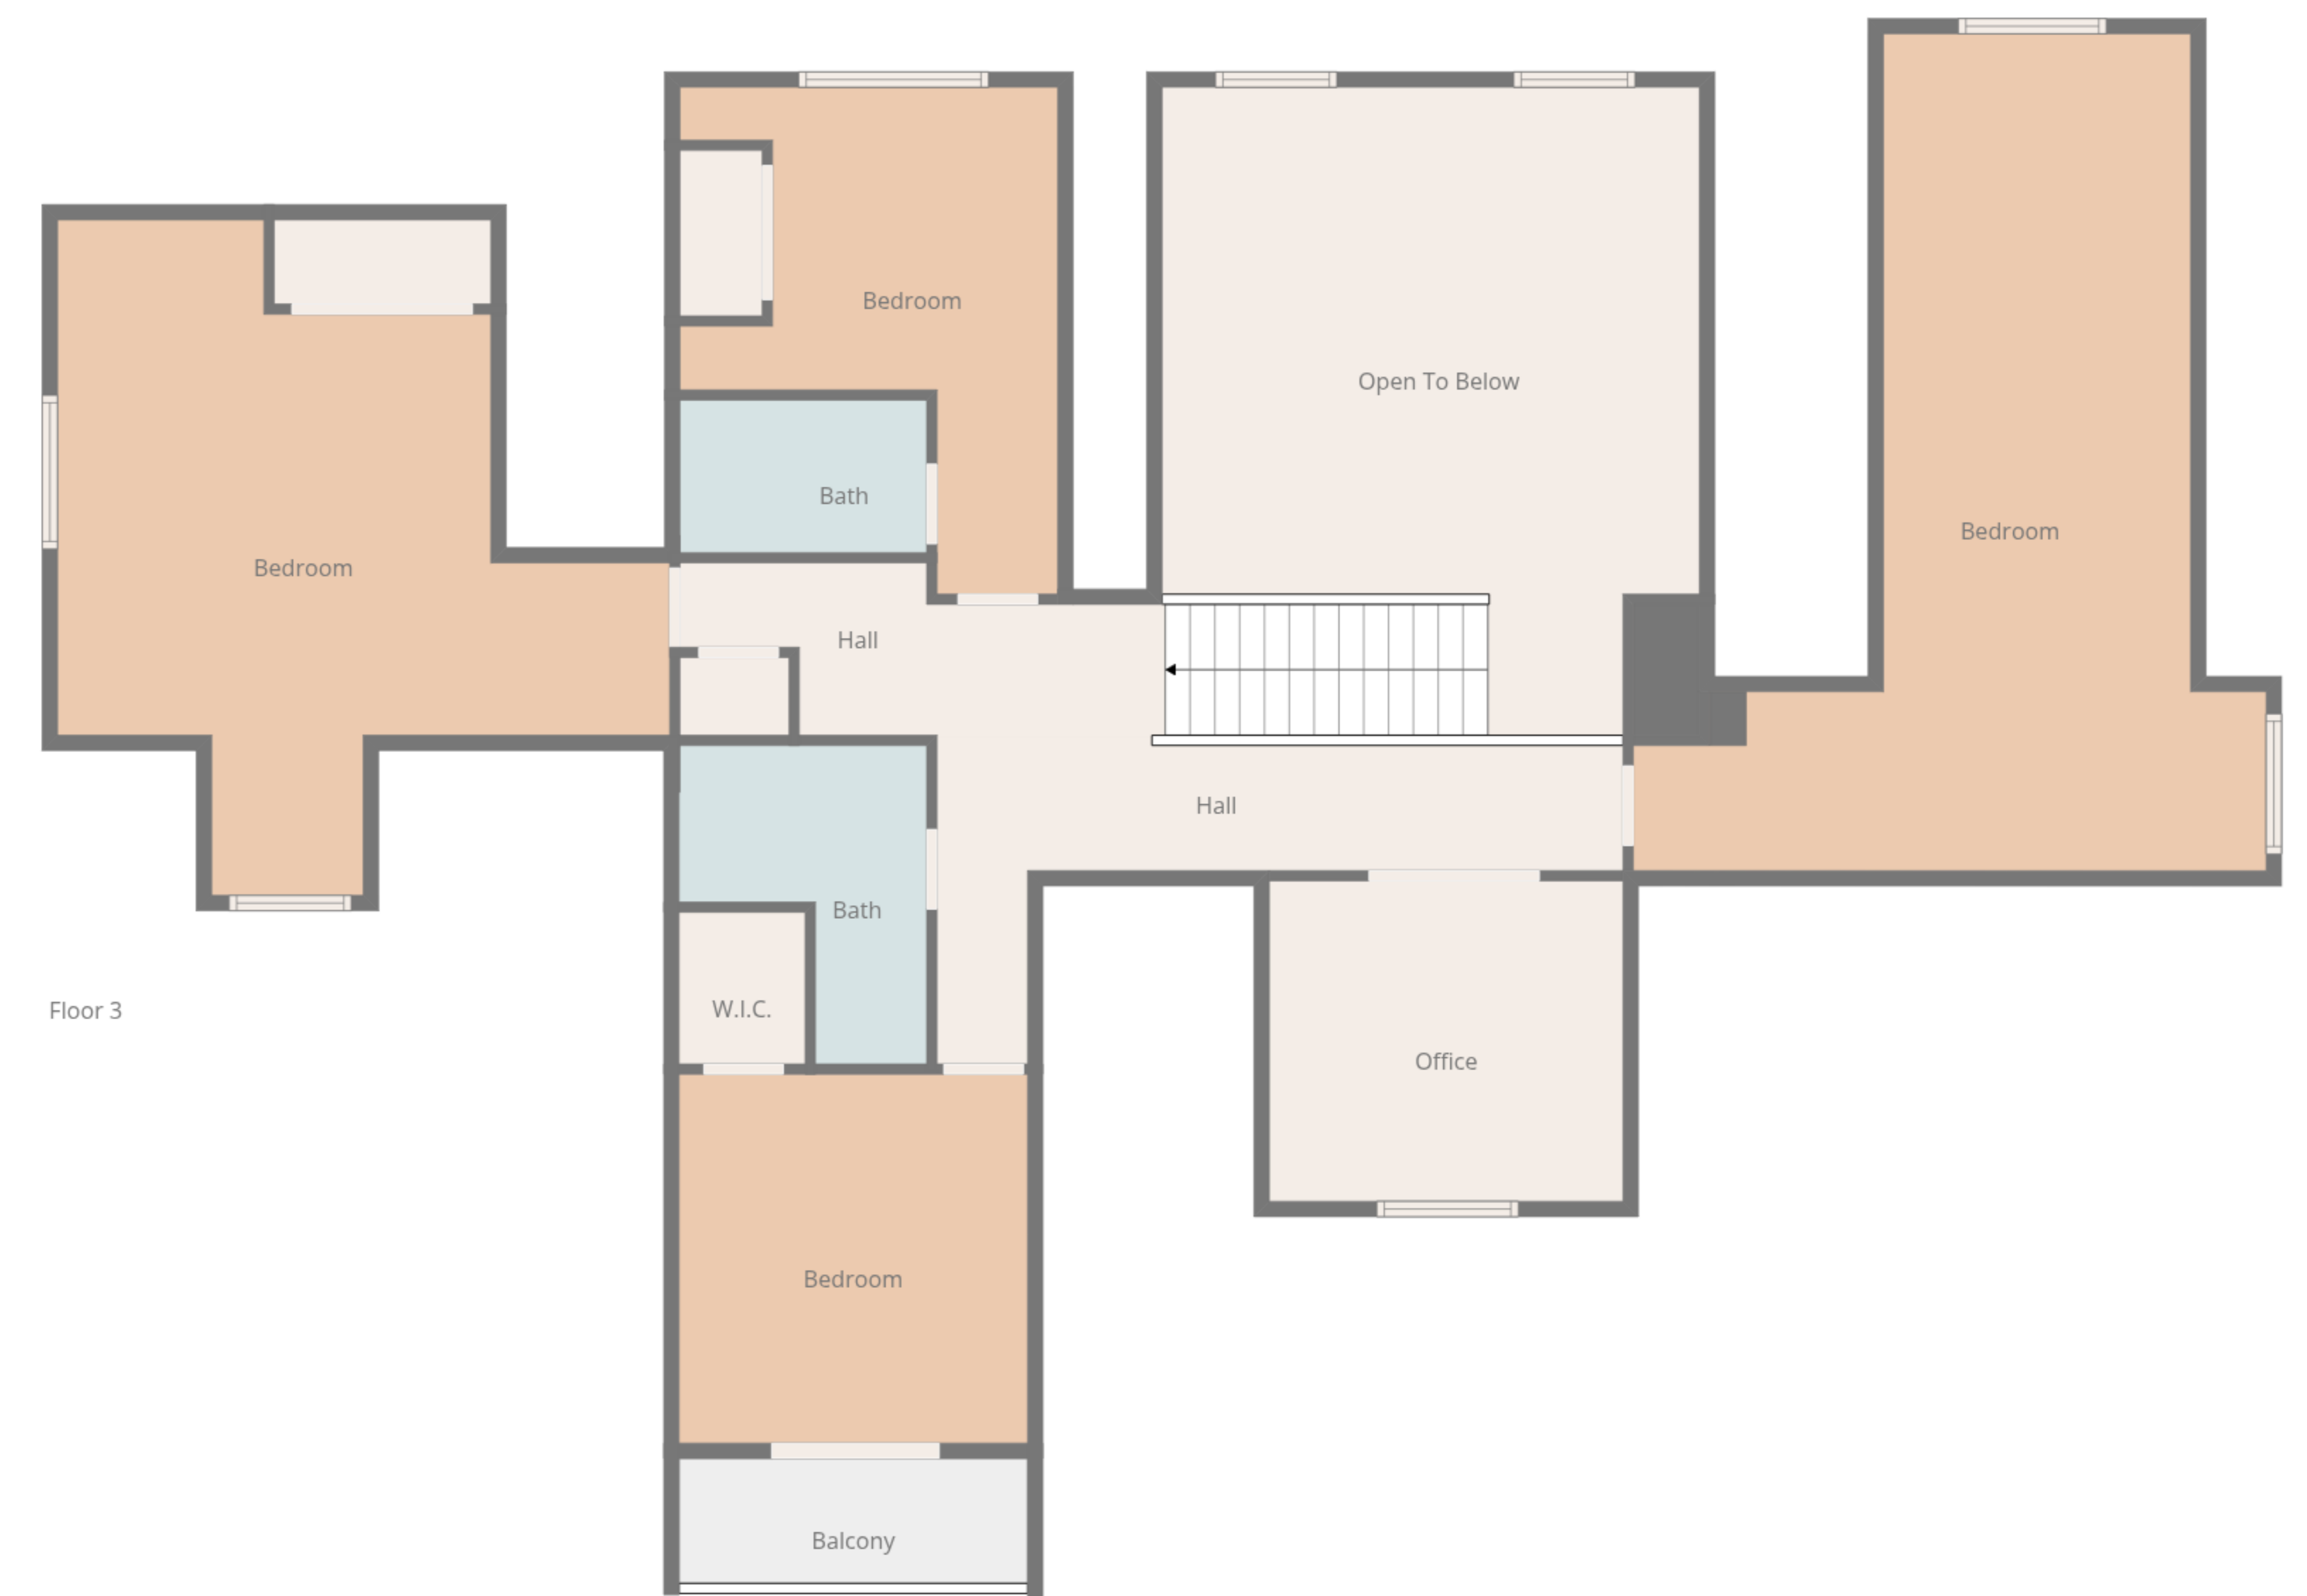 Bedroom
Open To Below
Bath
Bedroom
Bedroom
Hall
Hall
Bath
W.I.C.
Floor 3
Office
Bedroom
Balcony